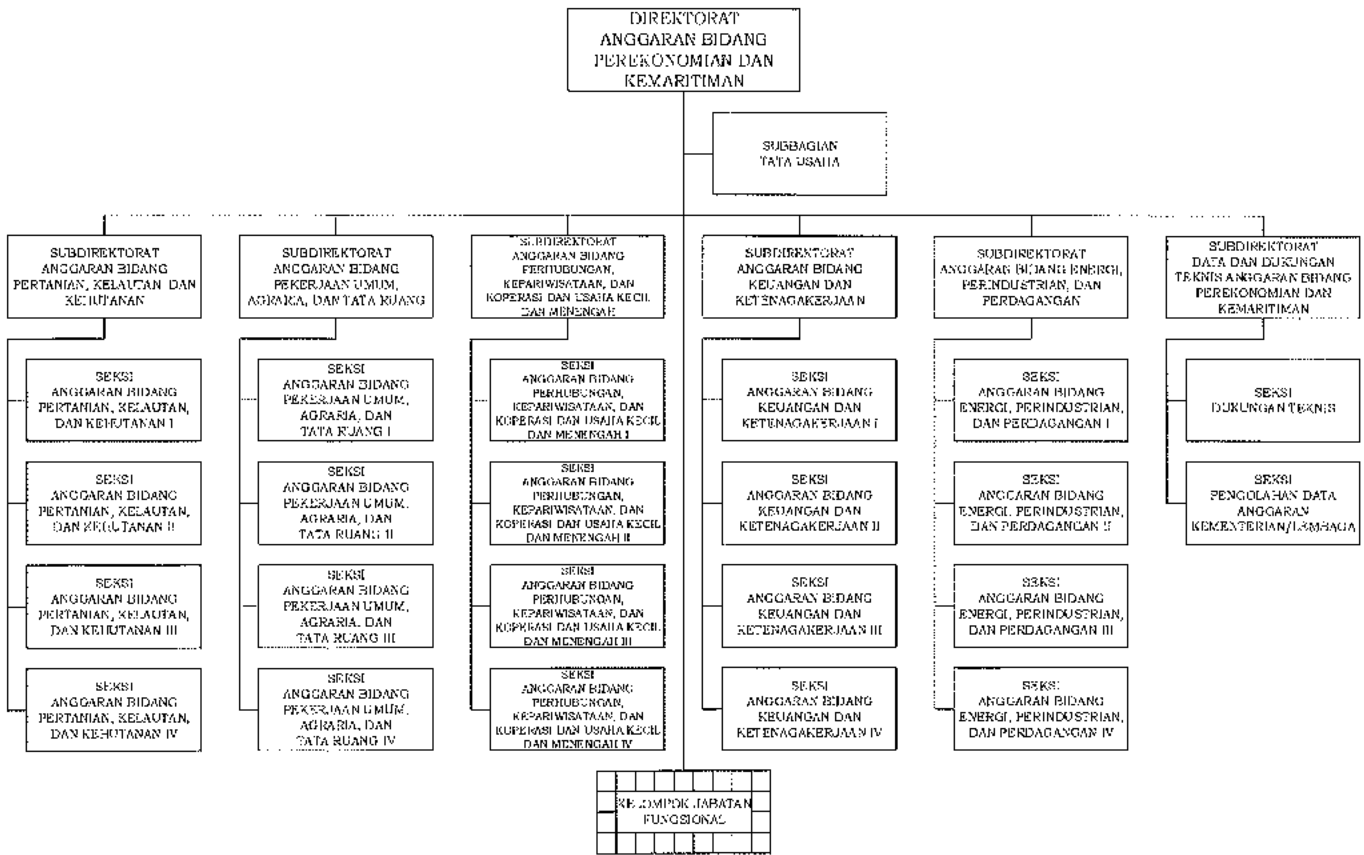 DIREKTORAT
ANGGARAN BIDANG
PEREKONOMIAN DAN
KEMARITIMAN
SUBBAGIAN
TATA USAHA
SUBDIREKTORAT
ANGGARAN BIDANG
PERTANIAN, KELAUTAN DAN
KEHUTANAN
SUBDIREKTORAT
ANGGARAN BIDANG
PEKERJAAN UMUM,
AGRARIA, DAN TATA RUANG
SUBDIREKTORAT
ANGGARAN BIDANG
PERHUBUNGAN,
KEPARIWISATAAN, DAN
KOPERASI DAN USAHA KECIL
DAN MENENGAH
SUBDIREKTORAT
ANGGARAN BIDANG
KEUANGAN DAN
KETENAGAKERJAAN
SUBDIREKTORAT
ANGGARAN BIDANG ENERGI,
PERINDUSTRIAN, DAN
PERDAGANGAN
SUBDIREKTORAT
DATA DAN DUKUNGAN
TEKNIS ANGGARAN BIDANG
PEREKONOMIAN DAN
KEMARITIMAN
SEKSI
ANGGARAN BIDANG
PERTANIAN, KELAUTAN,
DAN KEHUTANAN I
SEKSI
ANGGARAN BIDANG
PEKERJAAN UMUM,
AGRARIA, DAN
TATA RUANG I
SEKSI
ANGGARAN BIDANG
PERHUBUNGAN,
KEPARIWISATAAN, DAN
KOPERASI DAN USAHA KECIL
DAN MENENGAH I
SEKSI
ANGGARAN BIDANG
KEUANGAN DAN
KETENAGAKERJAAN I
SEKSI
ANGGARAN BIDANG
ENERGI, PERINDUSTRIAN,
DAN PERDAGANGAN I
SEKSI
DUKUNGAN TEKNIS
SEKSI
ANGGARAN BIDANG
PERTANIAN, KELAUTAN,
DAN KEHUTANAN II
SEKSI
ANGGARAN BIDANG
PEKERJAAN UMUM,
AGRARIA, DAN
TATA RUANG II
SEKSI
ANGGARAN BIDANG
PERHUBUNGAN,
KEPARIWISATAAN, DAN
KOPERASI DAN USAHA KECIL
DAN MENENGAH II
SEKSI
ANGGARAN BIDANG
KEUANGAN DAN
KETENAGAKERJAAN II
SEKSI
ANGGARAN BIDANG
ENERGI, PERINDUSTRIAN,
DAN PERDAGANGAN II
SEKSI
PENGOLAHAN DATA
ANGGARAN
KEMENTERIAN/LEMBAGA
SEKSI
ANGGARAN BIDANG
PERTANIAN, KELAUTAN,
DAN KEHUTANAN III
SEKSI
ANGGARAN BIDANG
PEKERJAAN UMUM,
AGRARIA, DAN
TATA RUANG III
SEKSI
ANGGARAN BIDANG
PERHUBUNGAN,
KEPARIWISATAAN, DAN
KOPERASI DAN USAHA KECIL
DAN MENENGAH III
SEKSI
ANGGARAN BIDANG
KEUANGAN DAN
KETENAGAKERJAAN III
SEKSI
ANGGARAN BIDANG
ENERGI, PERINDUSTRIAN,
DAN PERDAGANGAN III
SEKSI
ANGGARAN BIDANG
PERTANIAN, KELAUTAN,
DAN KEHUTANAN IV
SEKSI
ANGGARAN BIDANG
PEKERJAAN UMUM,
AGRARIA, DAN
TATA RUANG IV
SEKSI
ANGGARAN BIDANG
PERHUBUNGAN,
KEPARIWISATAAN, DAN
KOPERASI DAN USAHA KECIL
DAN MENENGAH IV
SEKSI
ANGGARAN BIDANG
KEUANGAN DAN
KETENAGAKERJAAN IV
SEKSI
ANGGARAN BIDANG
ENERGI, PERINDUSTRIAN,
DAN PERDAGANGAN IV
KELOMPOK JABATAN
FUNGSIONAL